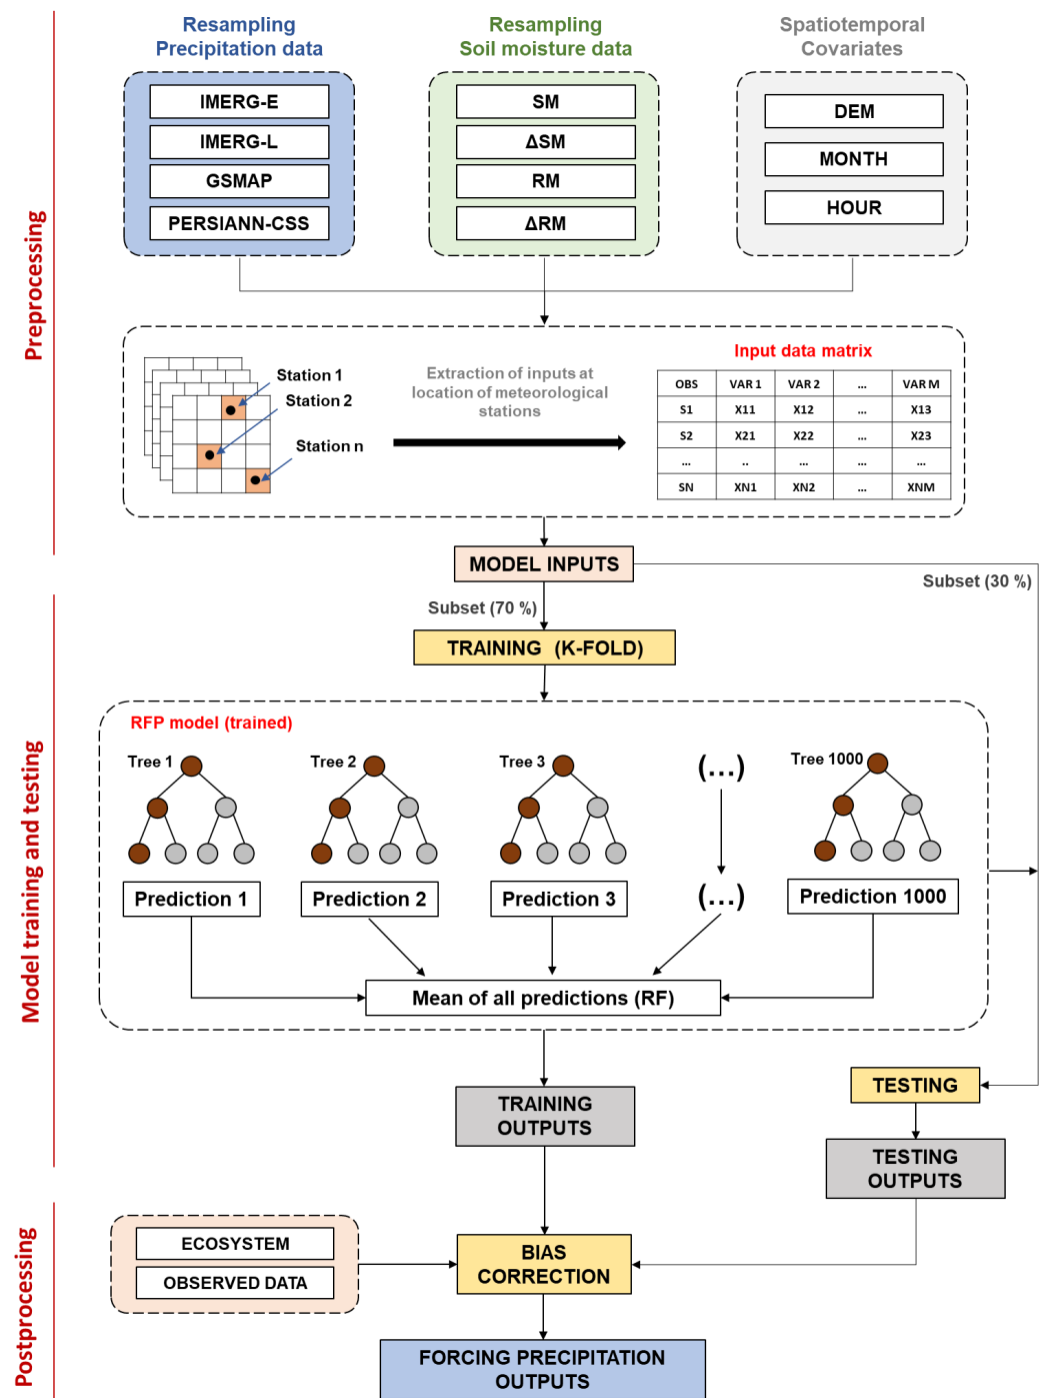 Resampling
Precipitation data
IMERG-E
IMERG-L
GSMAP
PERSIANN-CSS
Resampling
Soil moisture data
SM
ΔSM
RM
ΔRM
Spatiotemporal
Covariates
DEM
MONTH
HOUR
Preprocessing
Station 1
Station 2
Station n
Extraction of inputs at
location of meteorological
stations
Input data matrix
OBS VAR 1 VAR 2 ... VAR M
S1 X11 X12 ... X13
S2 X21 X22 ... X23
... .. ... ... ...
SN XN1 XN2 ... XNM
MODEL INPUTS
Subset (70 %)
Subset (30 %)
TRAINING (K-FOLD)
Model training and testing
RFP model (trained)
Tree 1
Tree 2
Tree 3
(...)
Tree 1000
Prediction 1
Prediction 2
Prediction 3
(...)
Prediction 1000
Mean of all predictions (RF)
TRAINING
OUTPUTS
TESTING
TESTING
OUTPUTS
Postprocessing
ECOSYSTEM
OBSERVED DATA
BIAS
CORRECTION
FORCING PRECIPITATION
OUTPUTS